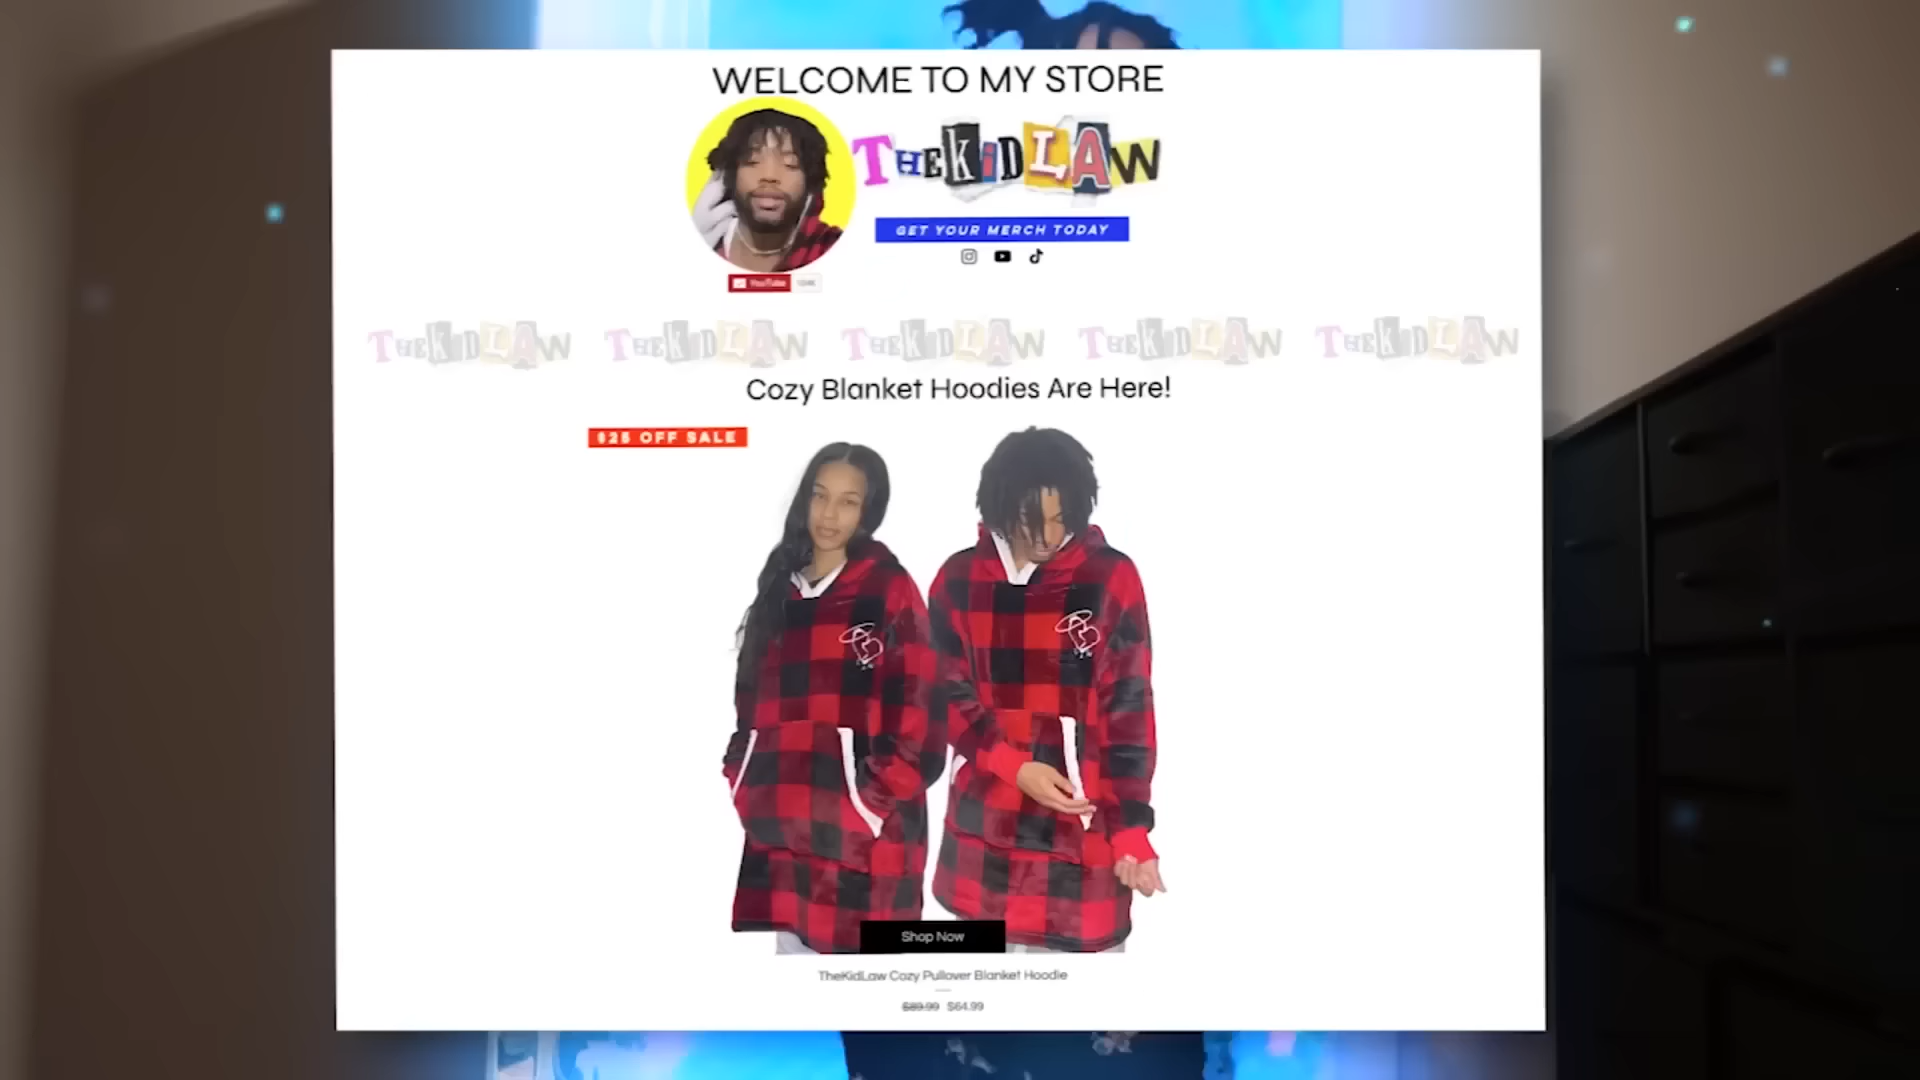 WELCOME TO MY STORE
THEKiDLAW
GET YOUR MERCH TODAY
YouTube
THEKIDLAW THEKIDLAW THEKIDLAW THEKIDLAW THEKIDLAW
Cozy Blanket Hoodies Are Here!
$25 OFF SALE
Shop Now
TheKidLaw Cozy Pullover Blanket Hoodie
$89.99 $64.99